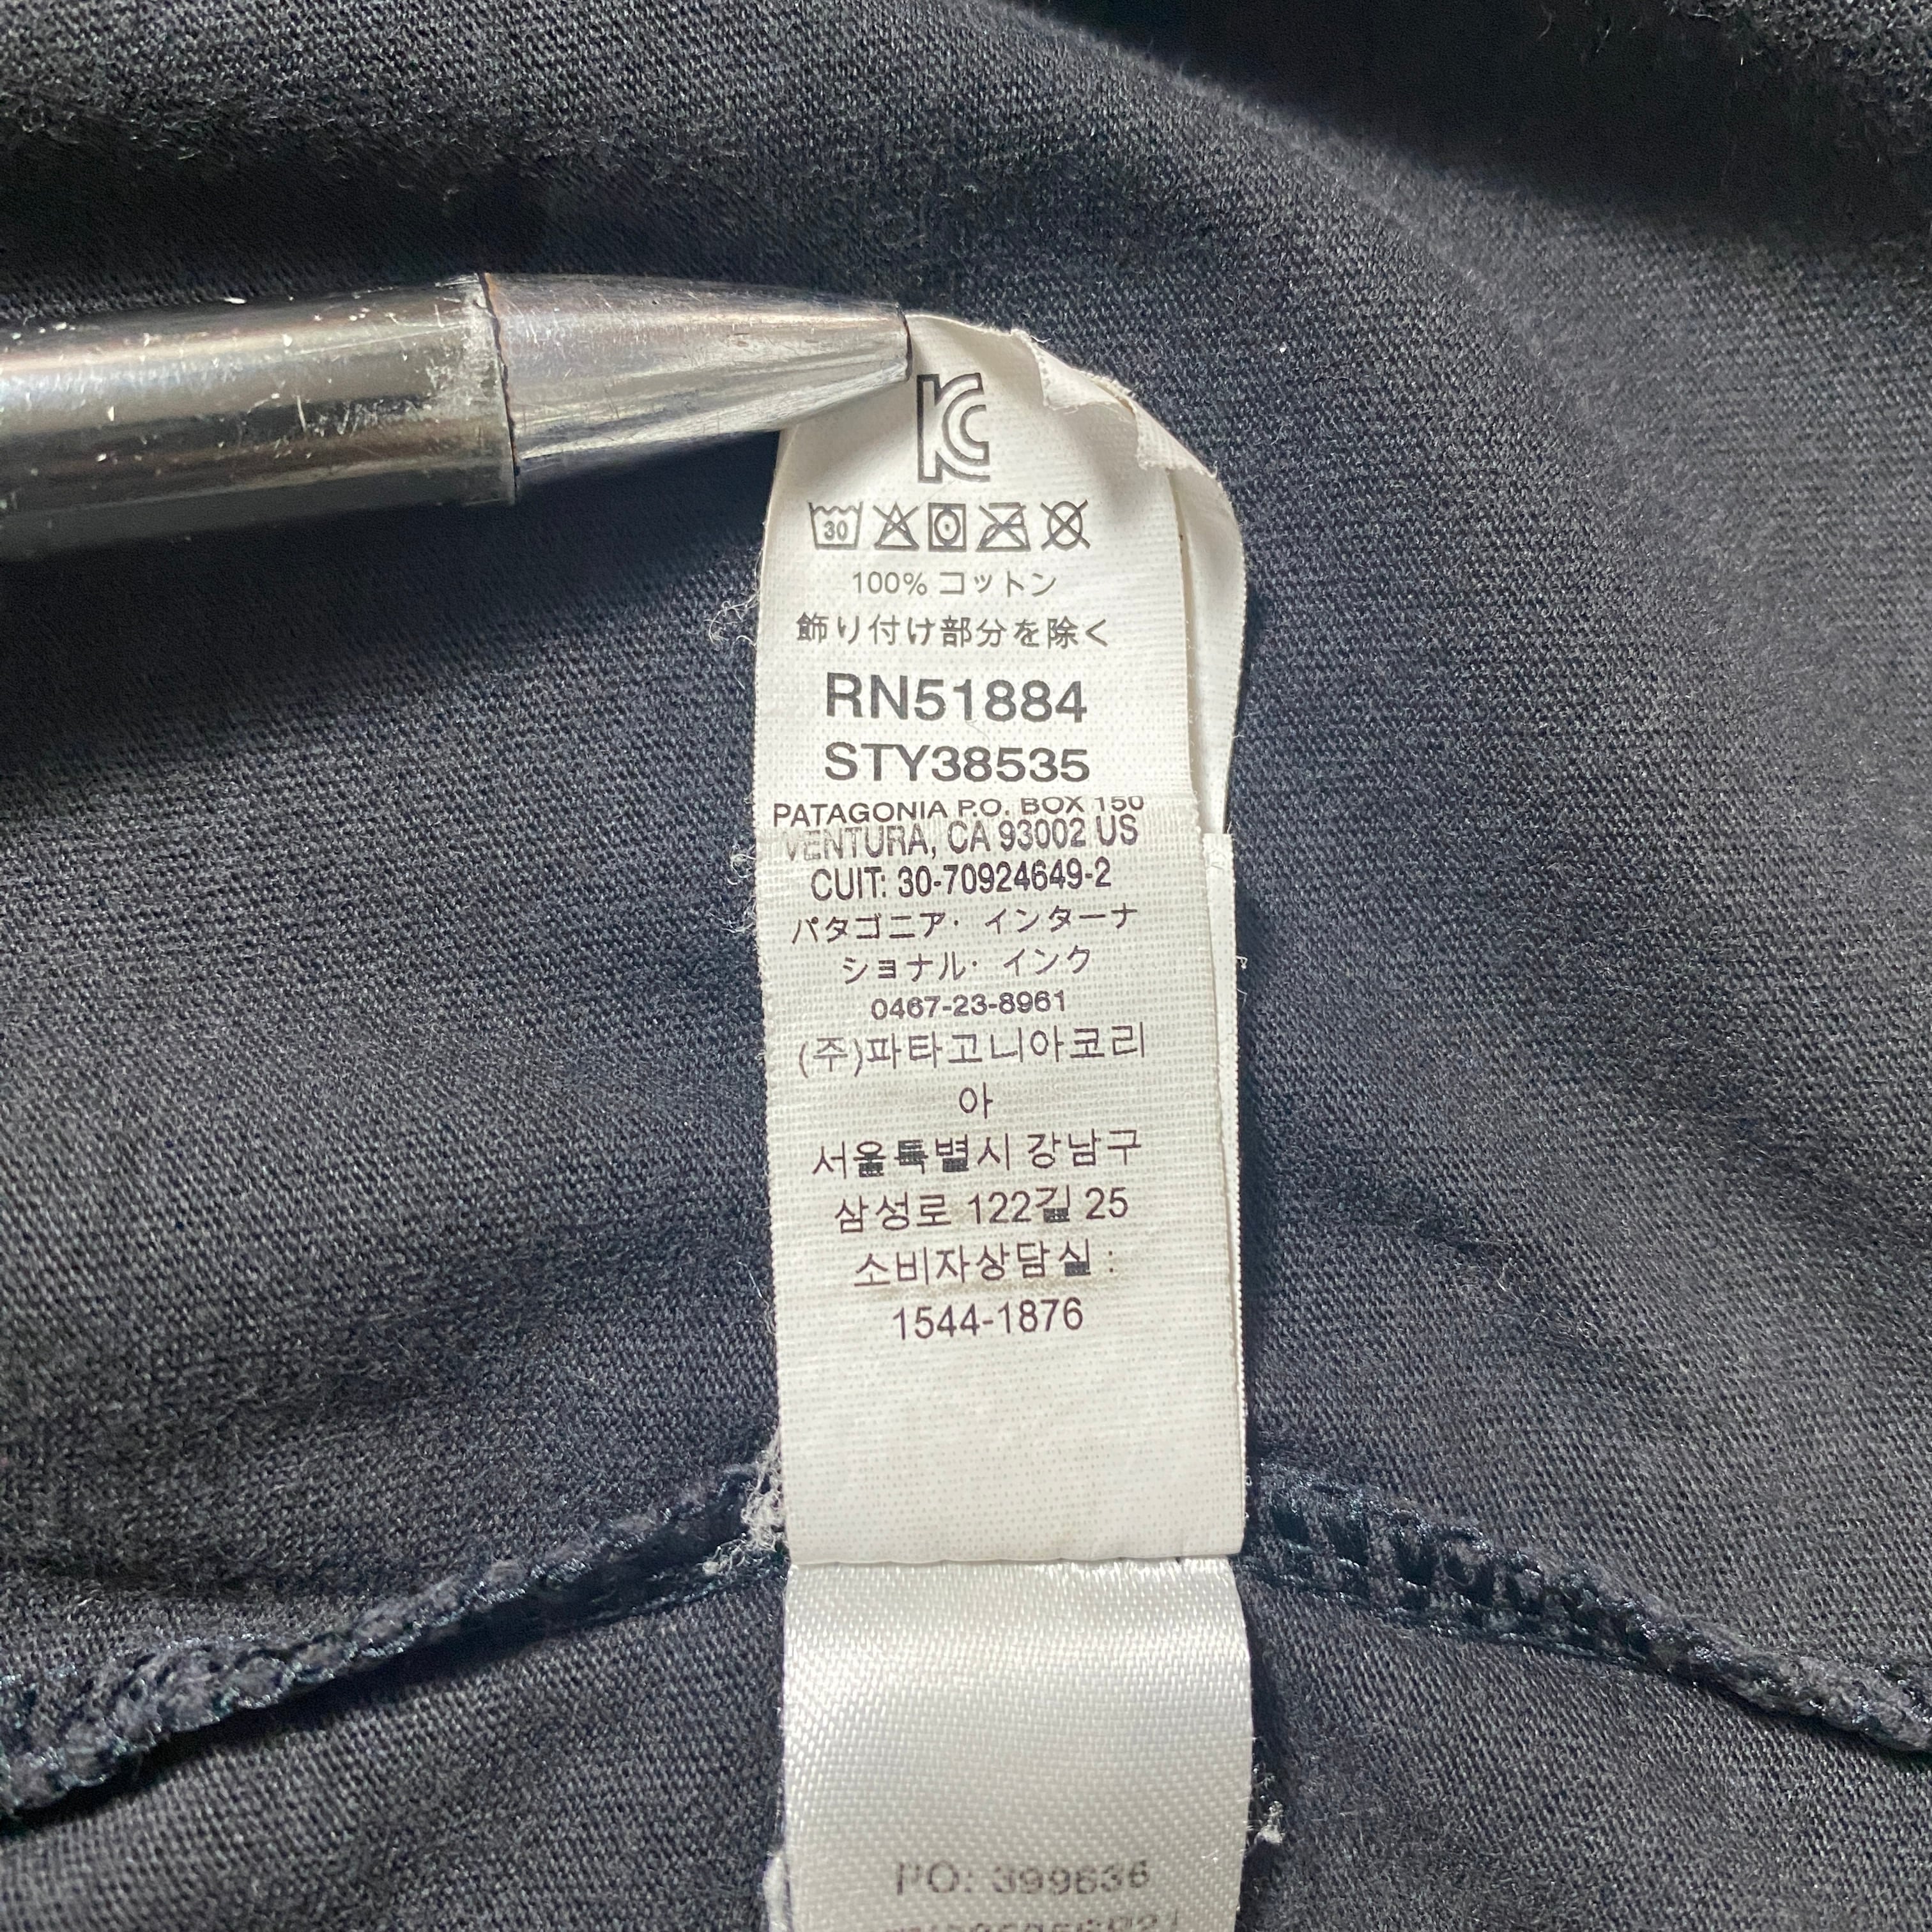 KC
30
100% コットン
飾り付け部分を除く
RN51884
STY38535
PATAGONIA P.O. BOX 150
VENTURA, CA 93002 US
CUIT: 30-70924649-2
パタゴニア・インターナ
ショナル・インク
0467-23-8961
(주)파타고니아코리
아
서울특별시 강남구
삼성로 122길 25
소비자상담실 :
1544-1876
PO: 399636